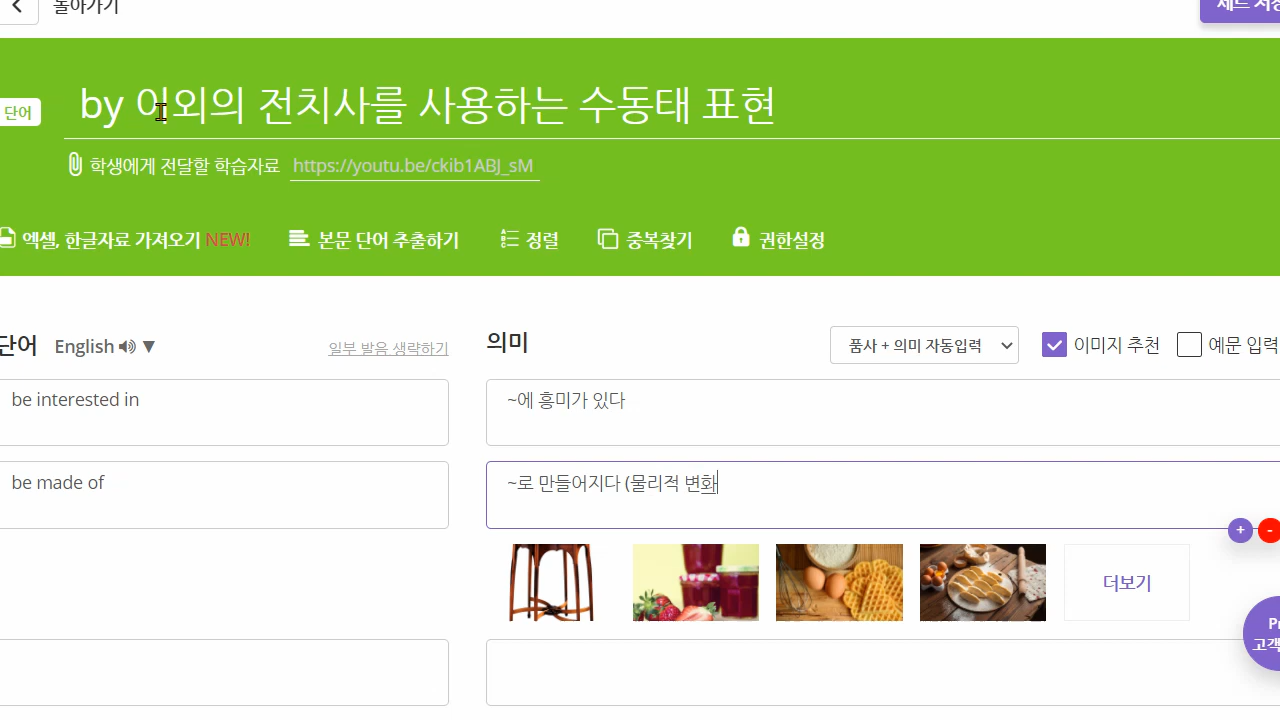 돌아가기
단어
by 이외의 전치사를 사용하는 수동태 표현
학생에게 전달할 학습자료 https://youtu.be/ckib1ABJ_sM
엑셀, 한글자료 가져오기 NEW! 본문 단어 추출하기 정렬 중복찾기 권한설정
단어 English ▼ 일부 발음 생략하기 의미 품사 + 의미 자동입력 이미지 추천 예문 입력
be interested in ~에 흥미가 있다
be made of ~로 만들어지다 (물리적 변화
+ -
더보기
고객